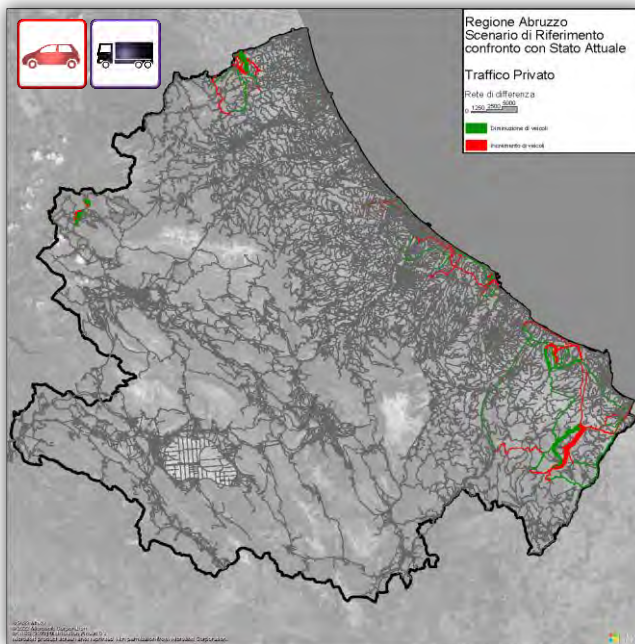 Regione Abruzzo
Scenario di Riferimento
confronto con Stato Attuale
Traffico Privato
Rete di differenza
0 1250 2500 5000
Diminuzione di veicoli
Incremento di veicoli